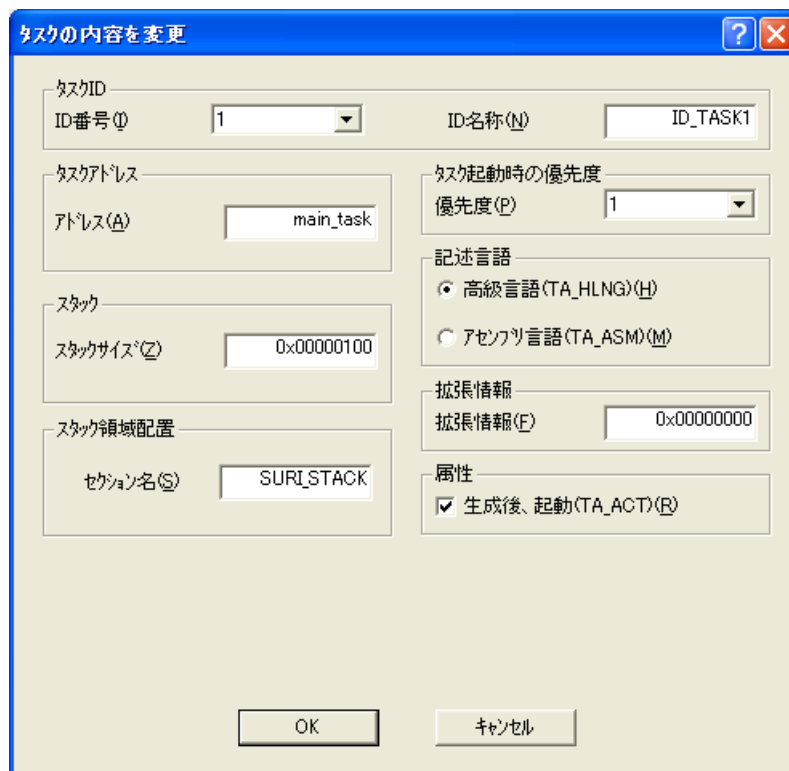 タスクの内容を変更
タスクID
ID番号(I) 1 ID名称(N) ID_TASK1
タスクアドレス
アドレス(A) main_task
タスク起動時の優先度
優先度(P) 1
記述言語
高級言語(TA_HLNG)(H)
アセンブリ言語(TA_ASM)(M)
スタック
スタックサイズ(Z) 0x00000100
拡張情報
拡張情報(F) 0x00000000
スタック領域配置
セクション名(S) SURI_STACK
属性
生成後、起動(TA_ACT)(R)
OK キャンセル